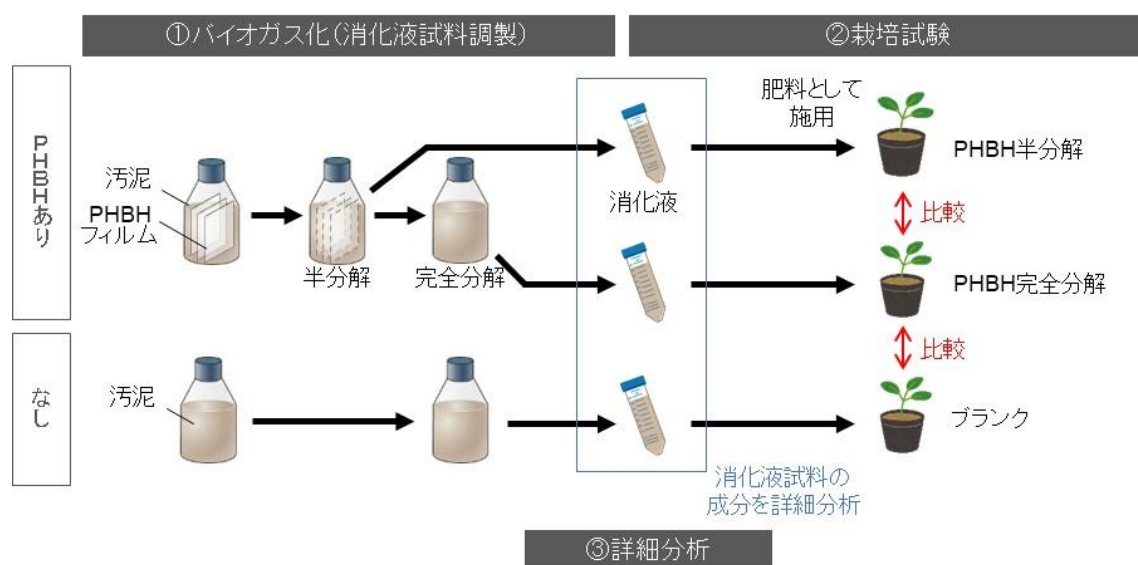 ①バイオガス化(消化液試料調製)
②栽培試験
PHBHあり
汚泥
PHBH
フィルム
半分解
完全分解
消化液
肥料として
施用
PHBH半分解
比較
PHBH完全分解
比較
なし
汚泥
ブランク
消化液試料の
成分を詳細分析
③詳細分析